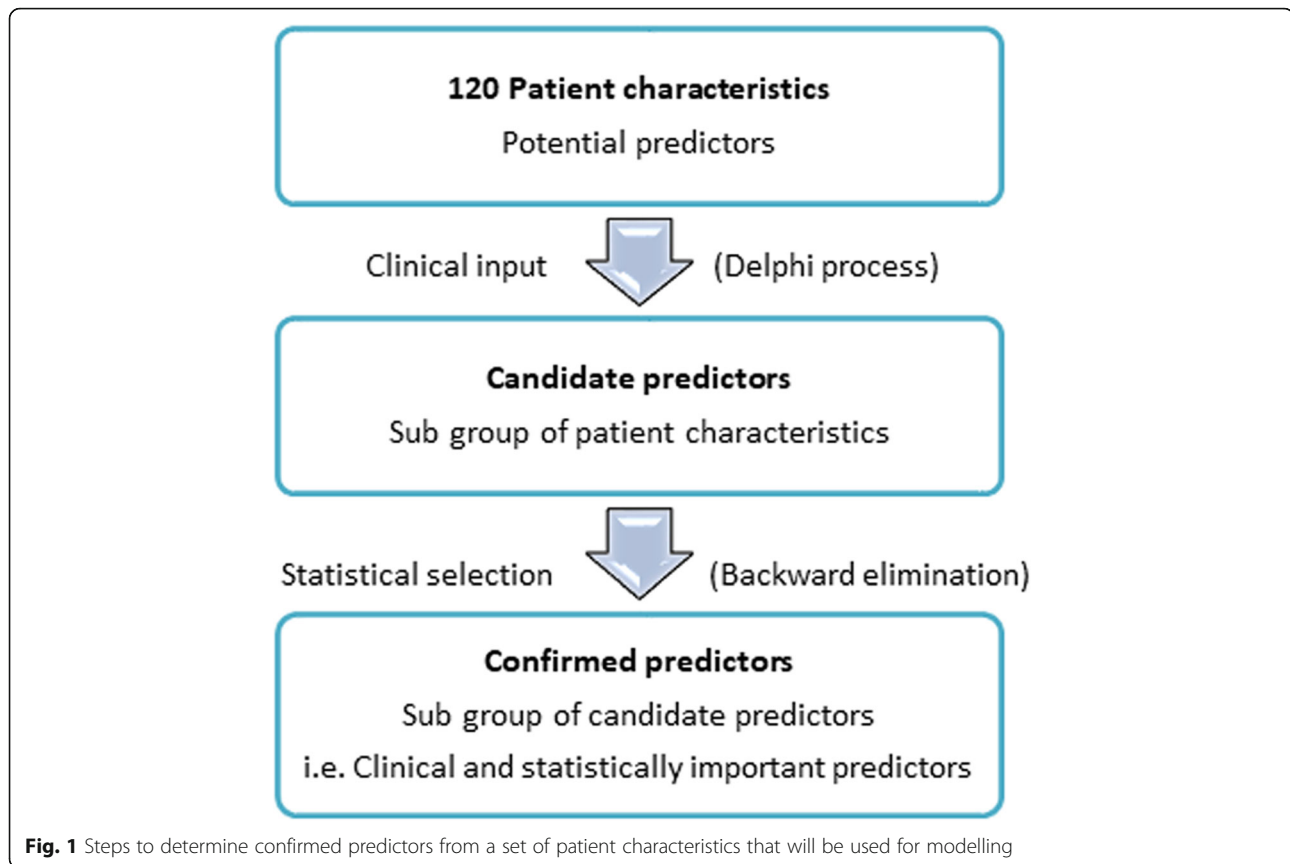 120 Patient characteristics
Potential predictors
Clinical input (Delphi process)
Candidate predictors
Sub group of patient characteristics
Statistical selection (Backward elimination)
Confirmed predictors
Sub group of candidate predictors
i.e. Clinical and statistically important predictors
Fig. 1 Steps to determine confirmed predictors from a set of patient characteristics that will be used for modelling